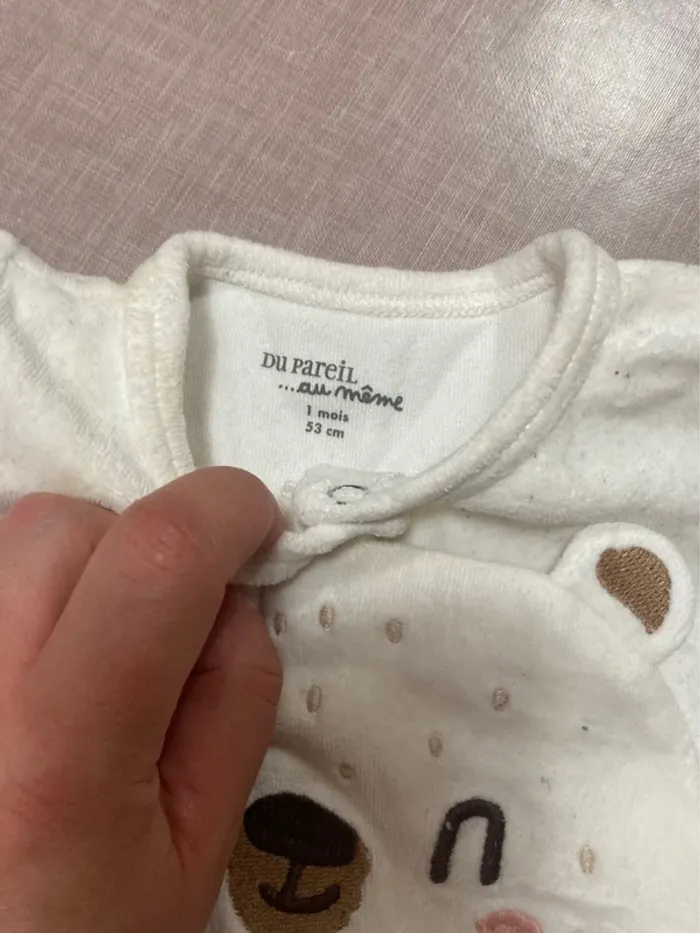 DU PAREIL
...au même
1 mois
53 cm